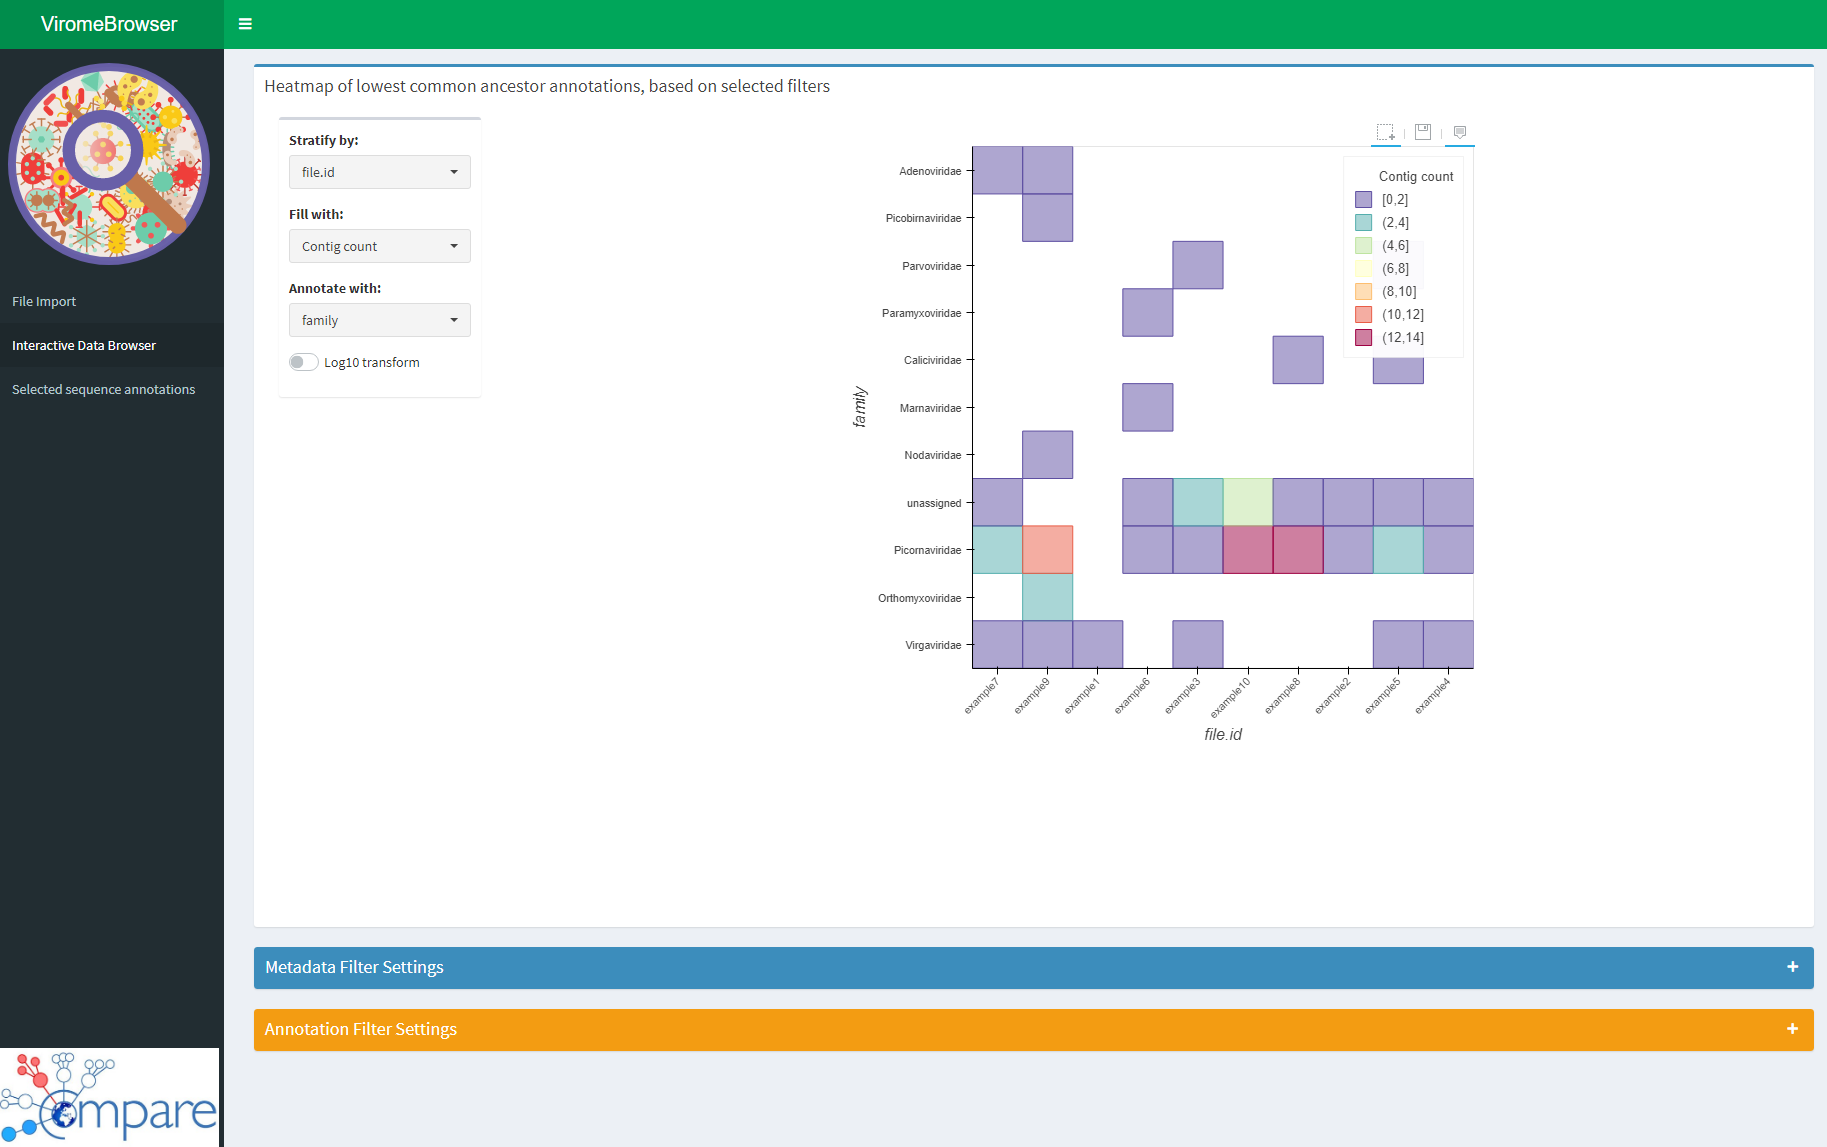 ViromeBrowser
File Import
Interactive Data Browser
Selected sequence annotations
Compare
Heatmap of lowest common ancestor annotations, based on selected filters
Stratify by:
file.id
Fill with:
Contig count
Annotate with:
family
Log10 transform
Contig count
[0,2]
(2,4]
(4,6]
(6,8]
(8,10]
(10,12]
(12,14]
family
Adenoviridae
Picobirnaviridae
Parvoviridae
Paramyxoviridae
Caliciviridae
Marnaviridae
Nodaviridae
unassigned
Picornaviridae
Orthomyxoviridae
Virgaviridae
example7
example9
example1
example6
example3
example10
example8
example2
example5
example4
file.id
Metadata Filter Settings
Annotation Filter Settings